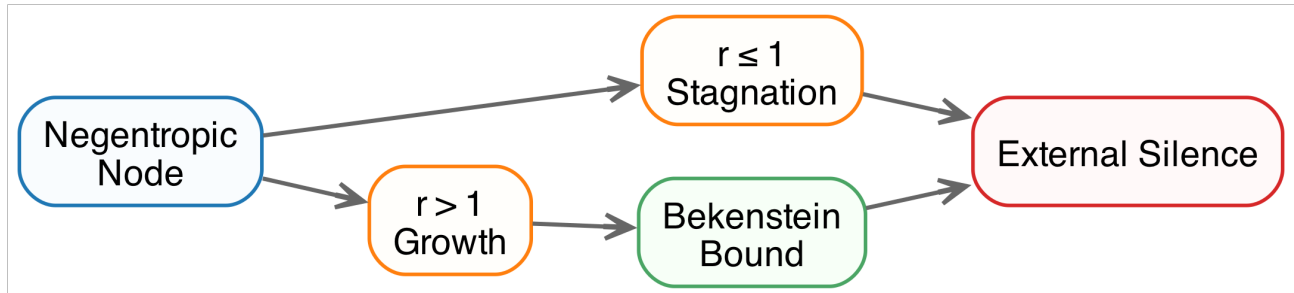 Negentropic
Node
r ≤ 1
Stagnation
r > 1
Growth
Bekenstein
Bound
External Silence